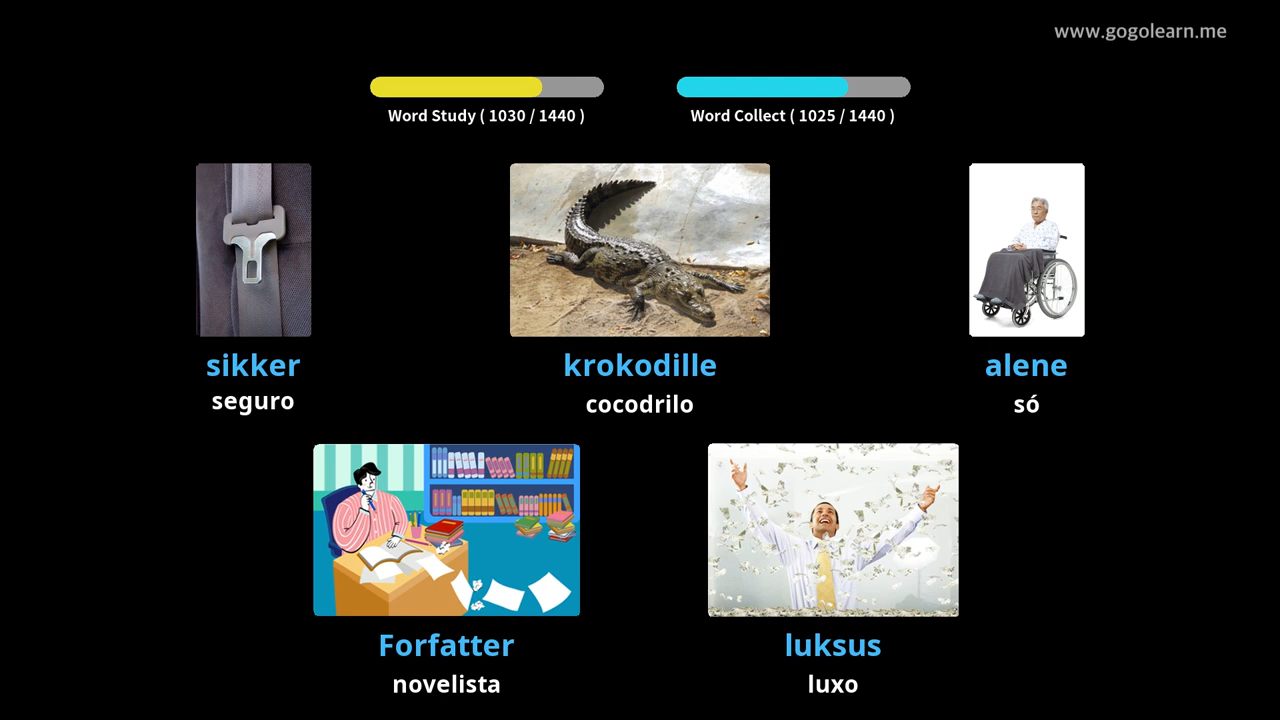 www.gogolearn.me
Word Study ( 1030 / 1440 )
Word Collect ( 1025 / 1440 )
sikker
seguro
krokodille
cocodrilo
alene
só
Forfatter
novelista
luksus
luxo